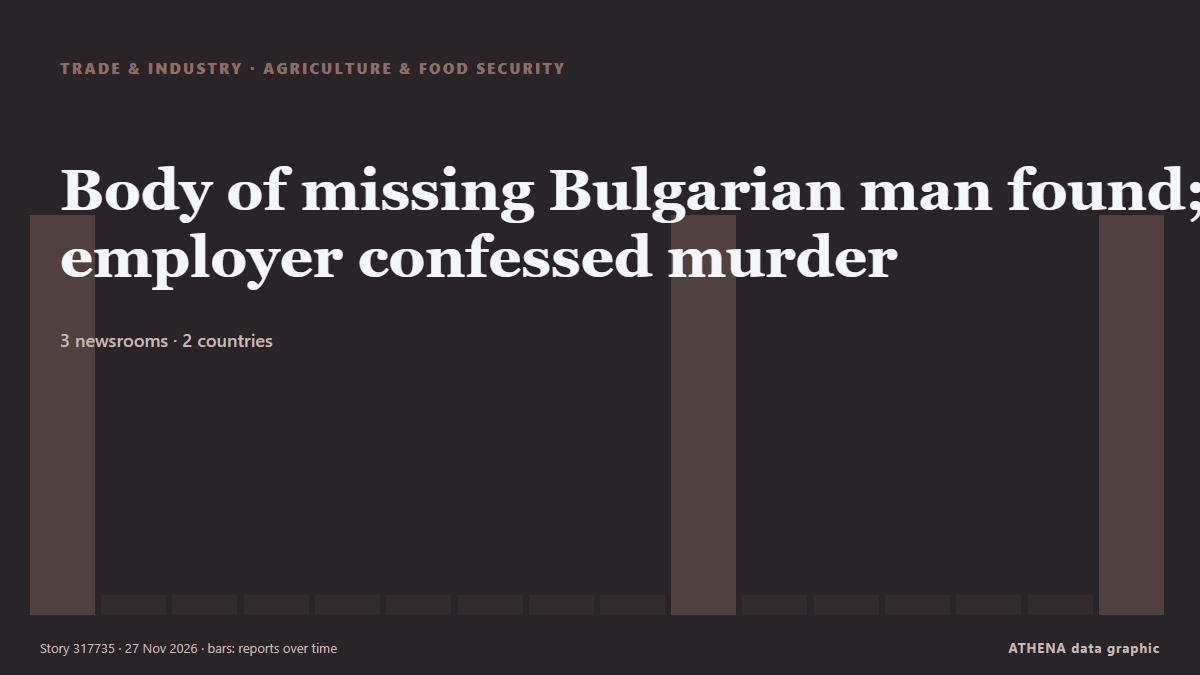 TRADE & INDUSTRY · AGRICULTURE & FOOD SECURITY
Body of missing Bulgarian man found;
employer confessed murder
3 newsrooms · 2 countries
Story 317735 · 27 Nov 2026 · bars: reports over time
ATHENA data graphic